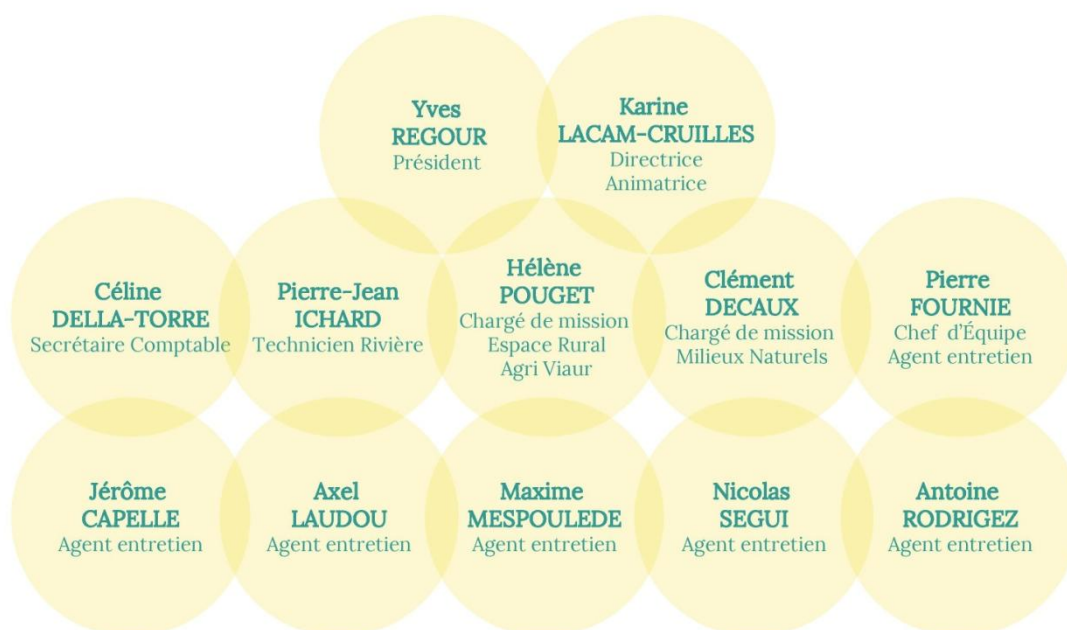 Yves
REGOUR
Président
Karine
LACAM-CRUILLES
Directrice
Animatrice
Céline
DELLA-TORRE
Secrétaire Comptable
Pierre-Jean
ICHARD
Technicien Rivière
Hélène
POUGET
Chargé de mission
Espace Rural
Agri Viaur
Clément
DECAUX
Chargé de mission
Milieux Naturels
Pierre
FOURNIE
Chef d’Équipe
Agent entretien
Jérôme
CAPELLE
Agent entretien
Axel
LAUDOU
Agent entretien
Maxime
MESPOULEDE
Agent entretien
Nicolas
SEGUI
Agent entretien
Antoine
RODRIGEZ
Agent entretien